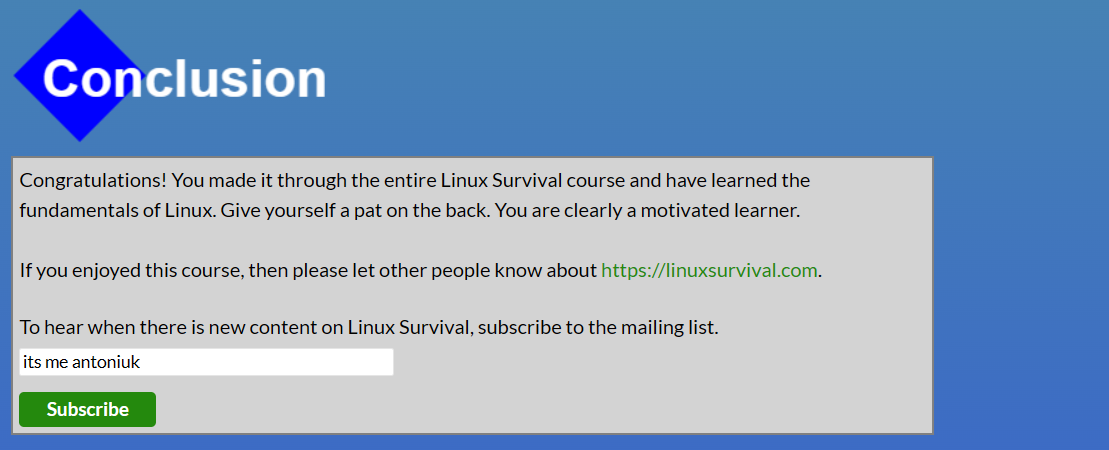 Conclusion
Congratulations! You made it through the entire Linux Survival course and have learned the
fundamentals of Linux. Give yourself a pat on the back. You are clearly a motivated learner.
If you enjoyed this course, then please let other people know about https://linuxsurvival.com.
To hear when there is new content on Linux Survival, subscribe to the mailing list.
its me antoniuk
Subscribe